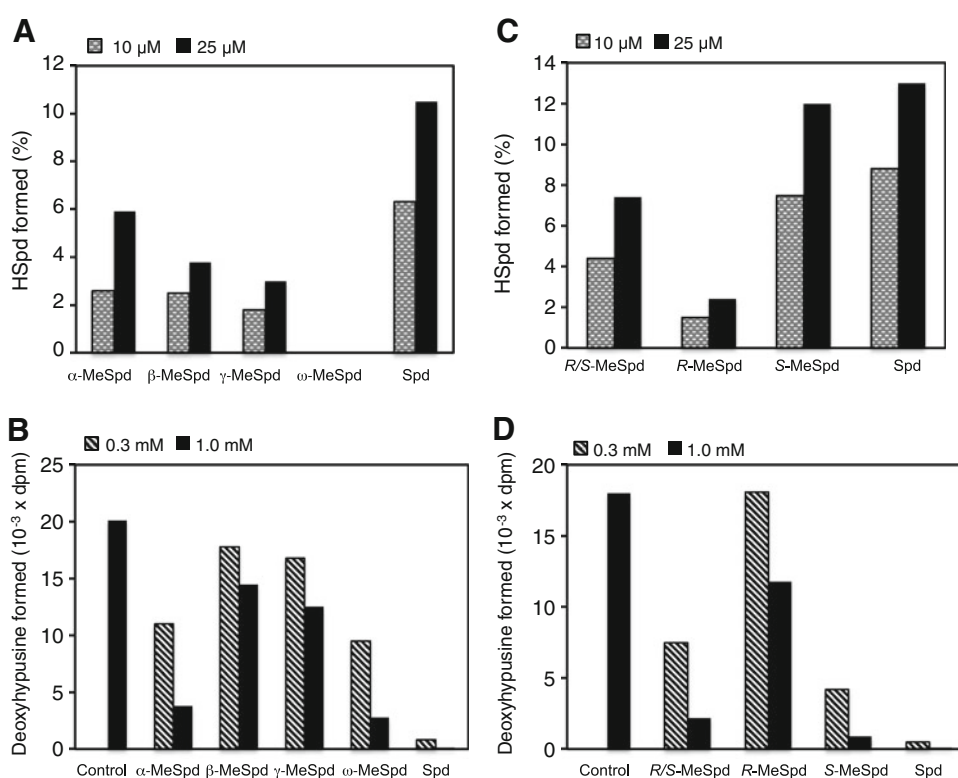 A
10 µM 25 µM
12
10
8
6
4
2
0
HSpd formed (%)
α-MeSpd β-MeSpd γ-MeSpd ω-MeSpd Spd
C
10 µM 25 µM
14
12
10
8
6
4
2
0
HSpd formed (%)
R/S-MeSpd R-MeSpd S-MeSpd Spd
B
0.3 mM 1.0 mM
25
20
15
10
5
0
Deoxyhypusine formed (10⁻³ x dpm)
Control α-MeSpd β-MeSpd γ-MeSpd ω-MeSpd Spd
D
0.3 mM 1.0 mM
20
15
10
5
0
Deoxyhypusine formed (10⁻³ x dpm)
Control R/S-MeSpd R-MeSpd S-MeSpd Spd